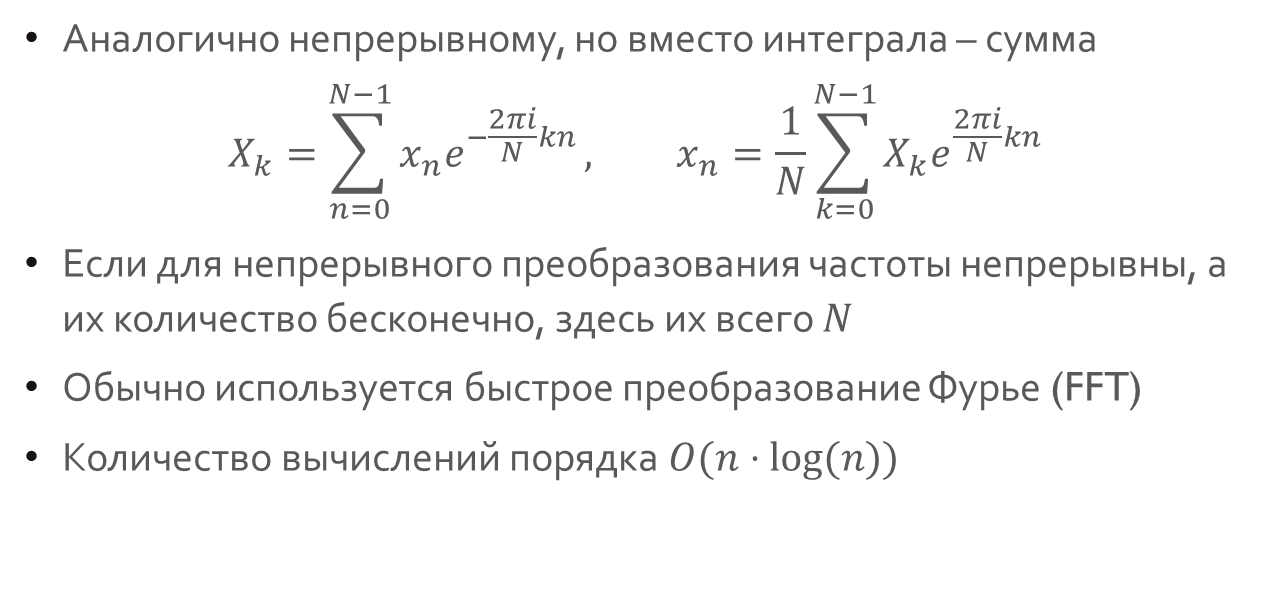 • Аналогично непрерывному, но вместо интеграла – сумма
$X_k = \sum_{n=0}^{N-1} x_n e^{-\frac{2\pi i}{N}kn}, \quad x_n = \frac{1}{N} \sum_{k=0}^{N-1} X_k e^{\frac{2\pi i}{N}kn}$
• Если для непрерывного преобразования частоты непрерывны, а
их количество бесконечно, здесь их всего $N$
• Обычно используется быстрое преобразование Фурье (FFT)
• Количество вычислений порядка $O(n \cdot \log(n))$